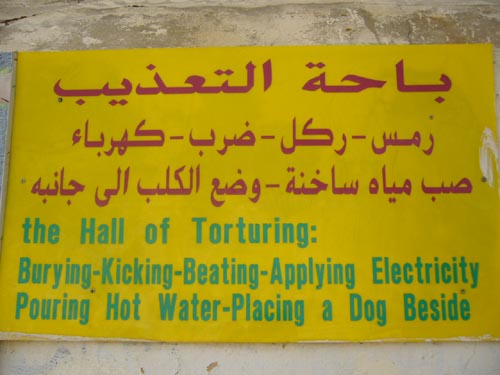 باحة التعذيب
رمس-ركل-ضرب-كهرباء
صب مياه ساخنة-وضع الكلب الى جانبه
the Hall of Torturing:
Burying-Kicking-Beating-Applying Electricity
Pouring Hot Water-Placing a Dog Beside